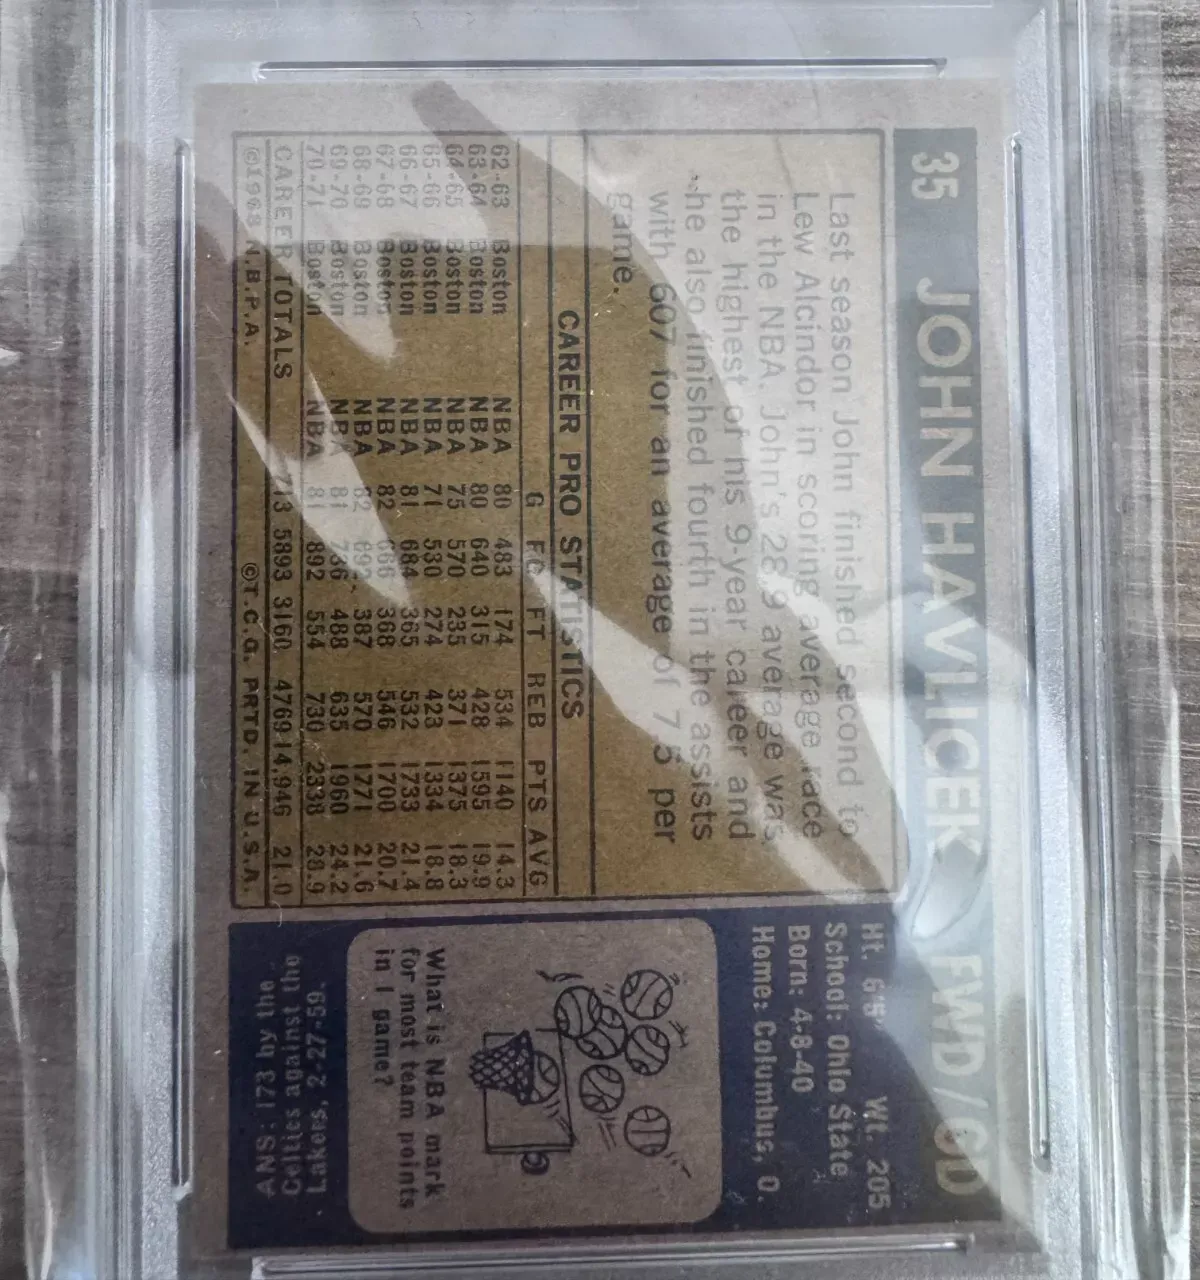 35 JOHN HAVLICEK FWD/GD
Last season John finished second to
Lew Alcindor in scoring average race
in the NBA. John's 28.9 average was
the highest of his 9-year career and
he also finished fourth in the assists
with 607 for an average of 7.5 per
game.
CAREER PRO STATISTICS
G FG FT REB PTS AVG
62-63 Boston NBA 80 483 174 534 1140 14.3
63-64 Boston NBA 80 640 315 428 1595 19.9
64-65 Boston NBA 75 570 235 371 1375 18.3
65-66 Boston NBA 71 530 274 423 1334 18.8
66-67 Boston NBA 81 684 365 532 1733 21.4
67-68 Boston NBA 82 666 368 546 1700 20.7
68-69 Boston NBA 82 692 387 570 1771 21.6
69-70 Boston NBA 81 736 488 635 1960 24.2
70-71 Boston NBA 81 892 554 730 2338 28.9
CAREER TOTALS 713 5893 3160 4769 14,946 21.0
©1968 N.B.P.A. ©T.C.G. PRTD. IN U.S.A.
Ht. 6'5" Wt. 205
School: Ohio State
Born: 4-8-40
Home: Columbus, O.
What is NBA mark
for most team points
in 1 game?
ANS: 173 by the
Celtics against the
Lakers, 2-27-59.